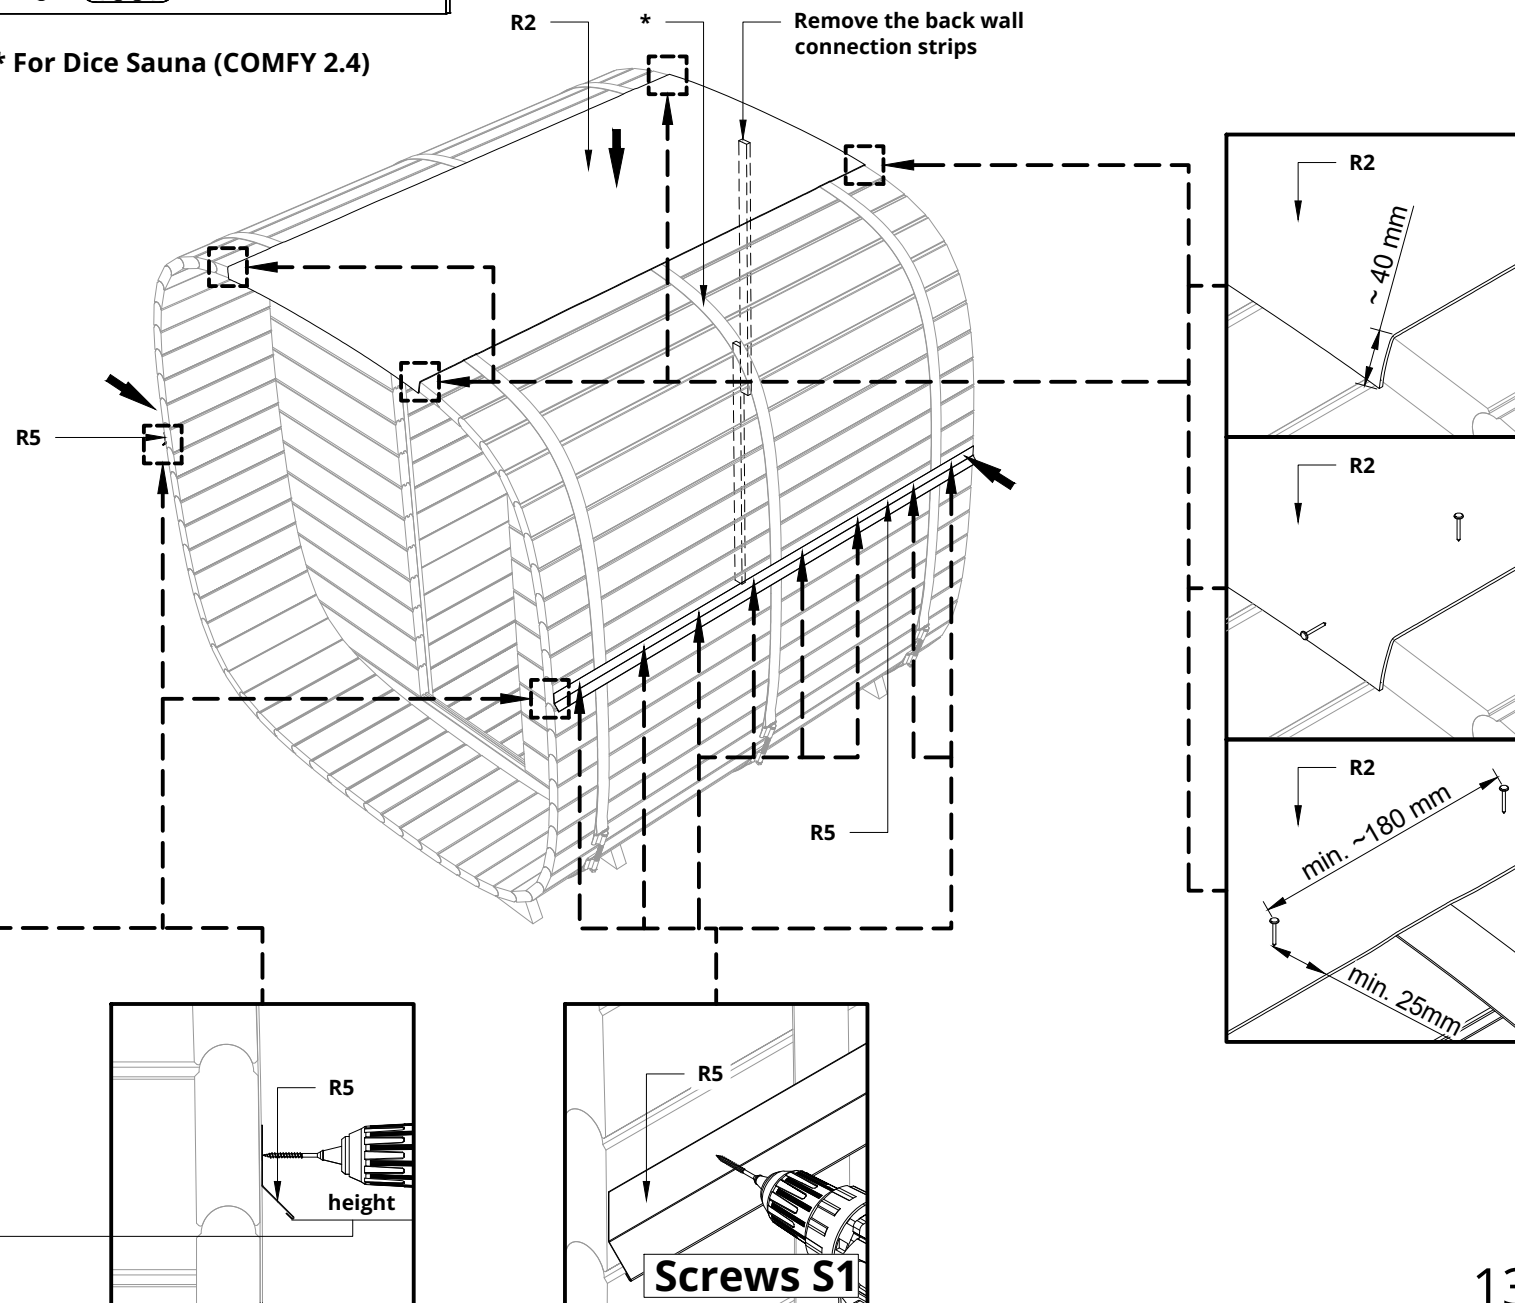 R2
*
Remove the back wall
connection strips
* For Dice Sauna (COMFY 2.4)
R2
~ 40 mm
R5
R2
R2
min. ~180 mm
R5
min. 25mm
R5
R5
height
Screws S1